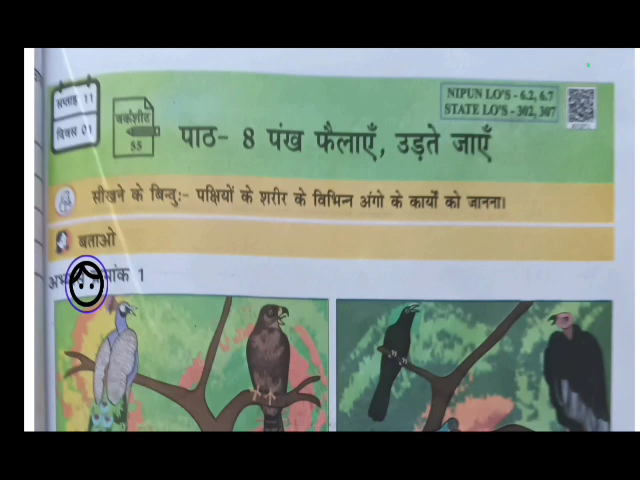 सप्ताह 11
दिवस 01
वर्कशीट
55
NIPUN LO'S - 6.2, 6.7
STATE LO'S - 302, 307
पाठ- 8 पंख फैलाएँ, उड़ते जाएँ
सीखने के बिन्दुः- पक्षियों के शरीर के विभिन्न अंगो के कार्यों को जानना।
बताओ
1